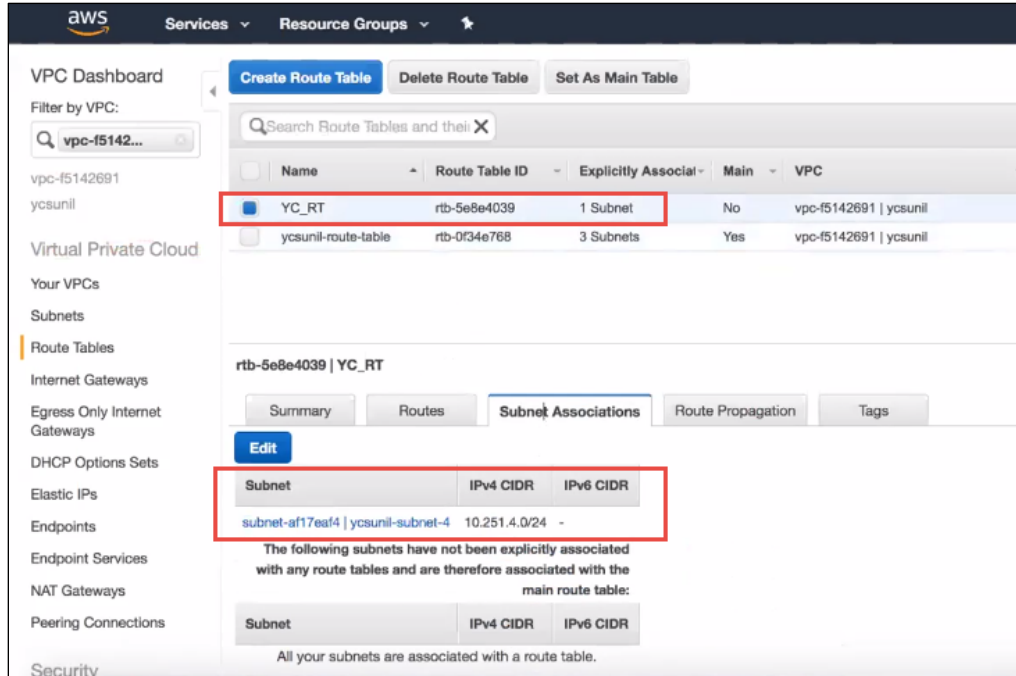 aws
Services
Resource Groups
VPC Dashboard
Filter by VPC:
vpc-f5142...
vpc-f5142691
ycsunil
Virtual Private Cloud
Your VPCs
Subnets
Route Tables
Internet Gateways
Egress Only Internet
Gateways
DHCP Options Sets
Elastic IPs
Endpoints
Endpoint Services
NAT Gateways
Peering Connections
Security
Create Route Table Delete Route Table Set As Main Table
Search Route Tables and thei
Name Route Table ID Explicitly Associat Main VPC
YC_RT rtb-5e8e4039 1 Subnet No vpc-f5142691 | ycsunil
ycsunil-route-table rtb-0f34e768 3 Subnets Yes vpc-f5142691 | ycsunil
rtb-5e8e4039 | YC_RT
Summary Routes Subnet Associations Route Propagation Tags
Edit
Subnet IPv4 CIDR IPv6 CIDR
subnet-af17eaf4 | ycsunil-subnet-4 10.251.4.0/24 -
The following subnets have not been explicitly associated
with any route tables and are therefore associated with the
main route table:
Subnet IPv4 CIDR IPv6 CIDR
All your subnets are associated with a route table.